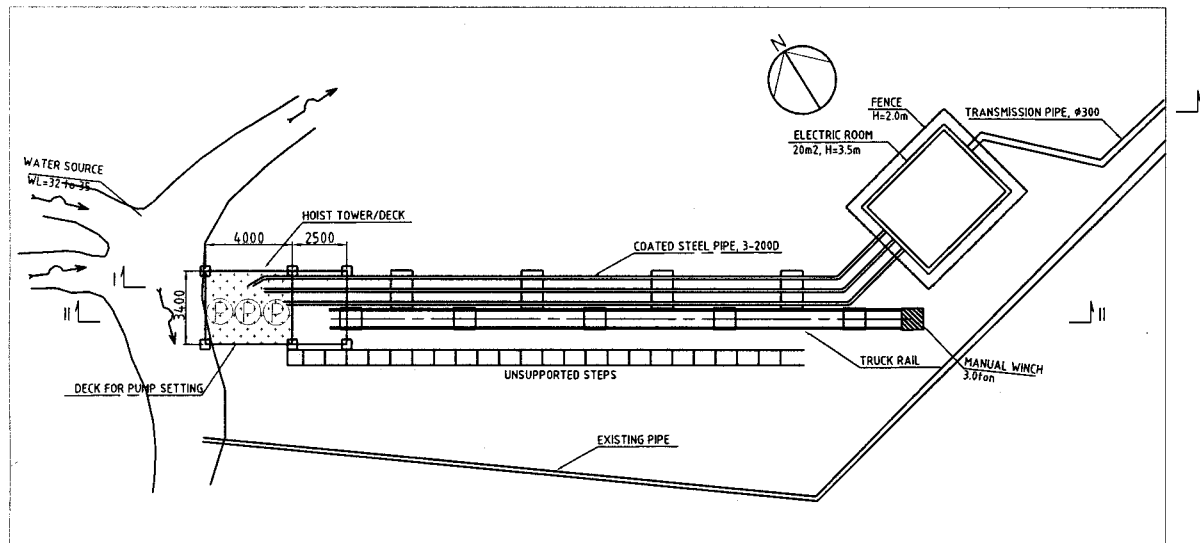 N
FENCE
H=2.0m
TRANSMISSION PIPE, φ300
ELECTRIC ROOM
20m2, H=3.5m
WATER SOURCE
WL=32 to 35
HOIST TOWER/DECK
4000
2500
COATED STEEL PIPE, 3-200D
I
3400
II
II
P P P
TRUCK RAIL
MANUAL WINCH
3.0ton
DECK FOR PUMP SETTING
UNSUPPORTED STEPS
EXISTING PIPE